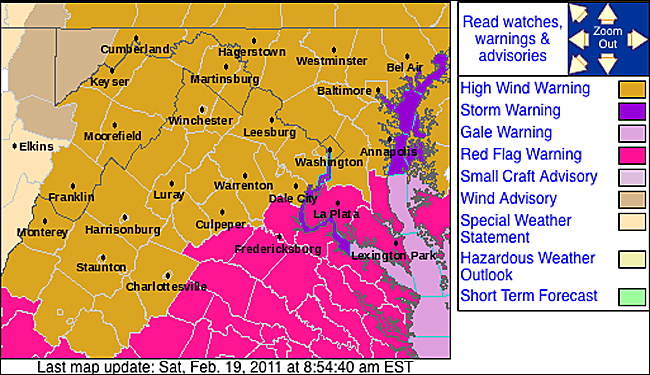 Cumberland
Hagerstown
Westminster
Bel Air
Keyser
Martinsburg
Baltimore
Winchester
Moorefield
Leesburg
Elkins
Washington
Annapolis
Franklin
Luray
Warrenton
Dale City
La Plata
Monterey
Harrisonburg
Culpeper
Fredericksburg
Lexington Park
Staunton
Charlottesville
Last map update: Sat, Feb. 19, 2011 at 8:54:40 am EST
Read watches,
warnings &
advisories
Zoom
Out
High Wind Warning
Storm Warning
Gale Warning
Red Flag Warning
Small Craft Advisory
Wind Advisory
Special Weather
Statement
Hazardous Weather
Outlook
Short Term Forecast